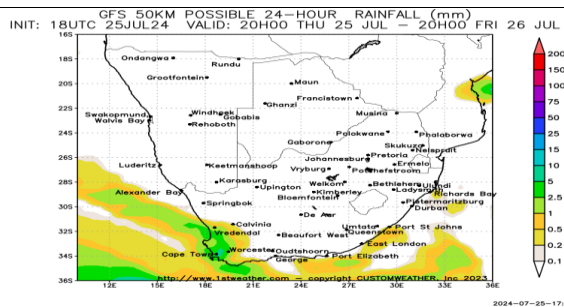 GFS 50KM POSSIBLE 24-HOUR RAINFALL (mm)
INIT: 18UTC 25JUL24 VALID: 20H00 THU 25 JUL – 20H00 FRI 26 JUL
16S
18S
20S
22S
24S
26S
28S
30S
32S
34S
36S
Ondangwa
Rundu
Grootfontein
Maun
Ghanzi
Francistown
Windhoek
Gobabis
Swakopmund
Walvis Bay
Rehoboth
Musina
Polokwane
Phalaborwa
Gaborone
Skukuza
Nelspruit
Pretoria
Johannesburg
Ermelo
Luderitz
Keetmanshoop
Vryburg
Potchefstroom
Karasburg
Welkom
Bethlehem
Ulundi
Alexander Bay
Upington
Kimberley
Ladysmith
Richards Bay
Bloemfontein
Springbok
Pietermaritzburg
Durban
De Aar
Calvinia
Vredendal
Umtata
Port St Johns
Beaufort West
Queenstown
East London
Worcester
Oudtshoorn
Cape Town
George
Port Elizabeth
http://www.1stweather.com – copyright CUSTOMWEATHER, Inc 2023
12E 15E 18E 21E 24E 27E 30E 33E 36E
200
150
100
75
50
25
15
10
5
2.5
1
0.5
0.2
0.1
2024-07-25-17: